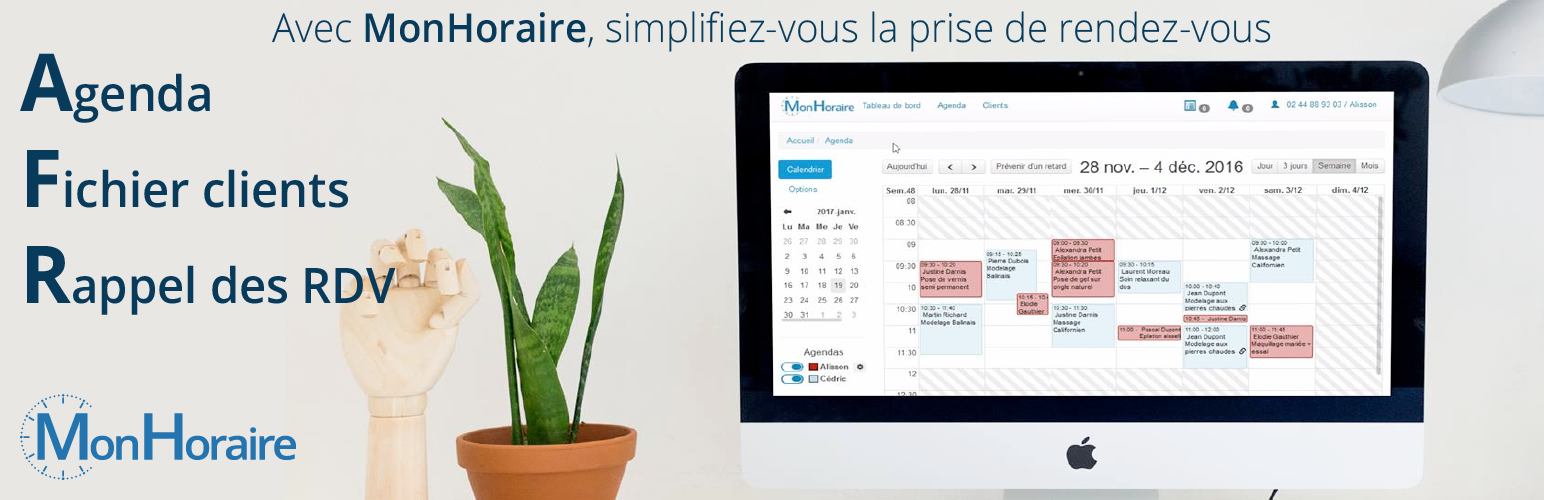 Avec MonHoraire, simplifiez-vous la prise de rendez-vous
Agenda
Fichier clients
Rappel des RDV
MonHoraire
MonHoraire Tableau de bord Agenda Clients 0 0 02 44 88 93 03 / Alisson
Accueil / Agenda
Calendrier
Options
Aujourd'hui < > Prévenir d'un retard 28 nov. – 4 déc. 2016 Jour 3 jours Semaine Mois
2017 janv.
Lu Ma Me Je Ve
26 27 28 29 30
2 3 4 5 6
9 10 11 12 13
16 17 18 19 20
23 24 25 26 27
30 31 1 2 3
Agendas
Alisson
Cédric
Sem.48 lun. 28/11 mar. 29/11 mer. 30/11 jeu. 1/12 ven. 2/12 sam. 3/12 dim. 4/12
08
08:30
09
09:30
10
10:30
11
11:30
12
12:30
09:30 - 10:20
Justine Darnis
Pose de vernis
semi permanent
10:30 - 11:40
Martin Richard
Modelage Balinais
09:15 - 10:25
Pierre Dubois
Modelage
Balinais
10:15 - 10:
Elodie
Gauthier
09:00 - 09:30
Alexandra Petit
Epilation jambes
09:30 - 10:20
Alexandra Petit
Pose de gel sur
ongle naturel
10:30 - 11:30
Justine Darnis
Massage
Californien
09:30 - 10:15
Laurent Moreau
Soin relaxant du
dos
11:00 - Pascal Dupont
Epilation aissell
10:00 - 10:40
Jean Dupont
Modelage aux
pierres chaudes
10:45 - Justine Darnis
11:00 - 12:00
Jean Dupont
Modelage aux
pierres chaudes
09:00 - 10:00
Alexandra Petit
Massage
Californien
11:00 - 11:45
Elodie Gauthier
Maquillage mariée +
essai